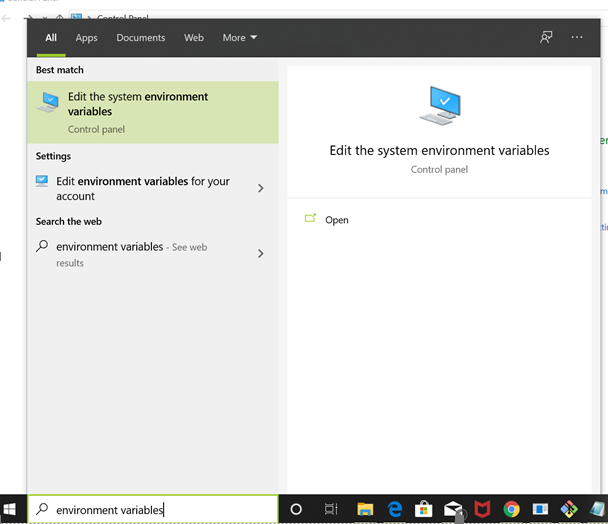 Control Panel
All Apps Documents Web More
Best match
Edit the system environment
variables
Control panel
Settings
Edit environment variables for your
account
Search the web
environment variables - See web
results
Edit the system environment variables
Control panel
Open
environment variables